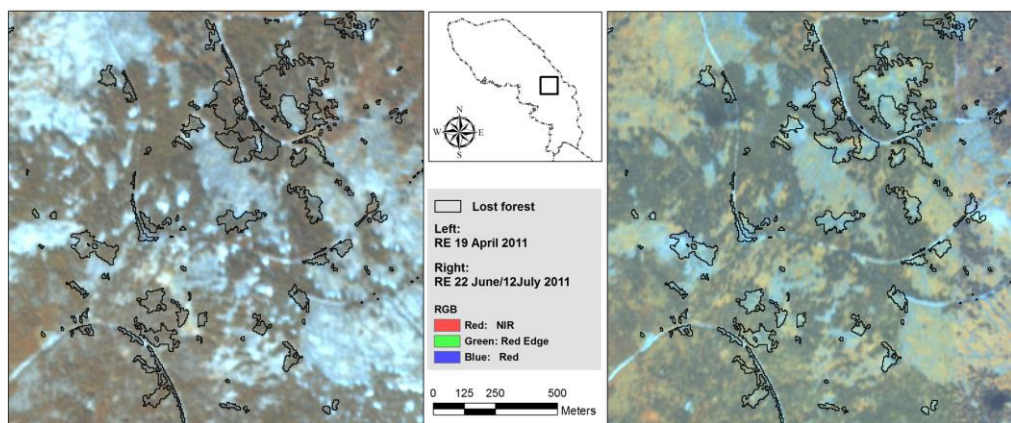 N
W E
S
Lost forest
Left:
RE 19 April 2011
Right:
RE 22 June/12July 2011
RGB
Red: NIR
Green: Red Edge
Blue: Red
0 125 250 500
Meters